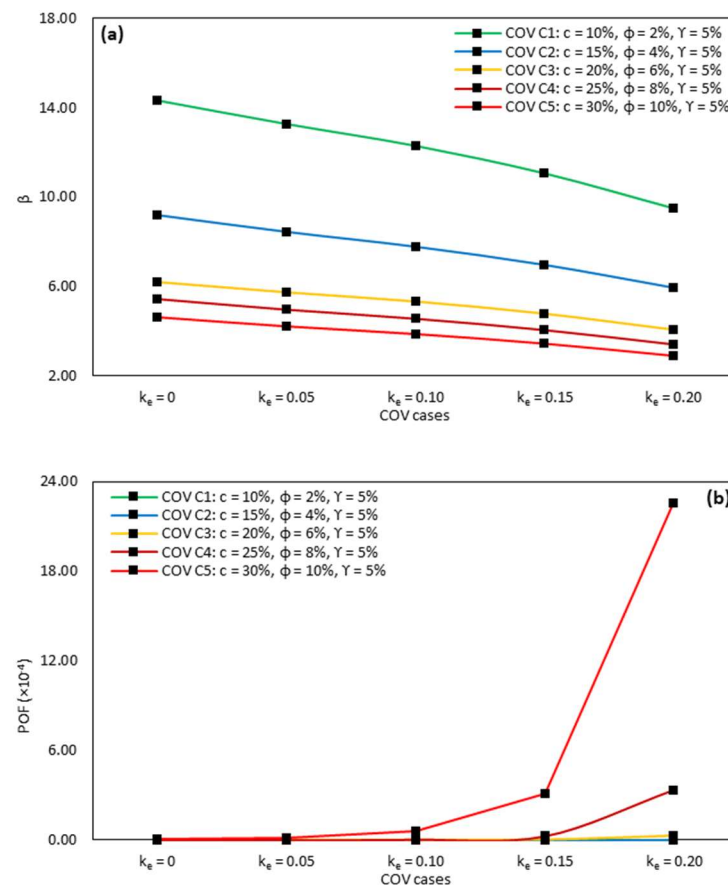 (a)
18.00
14.00
10.00
6.00
2.00
β
COV C1: c = 10%, ϕ = 2%, ϒ = 5%
COV C2: c = 15%, ϕ = 4%, ϒ = 5%
COV C3: c = 20%, ϕ = 6%, ϒ = 5%
COV C4: c = 25%, ϕ = 8%, ϒ = 5%
COV C5: c = 30%, ϕ = 10%, ϒ = 5%
kₑ = 0 kₑ = 0.05 kₑ = 0.10 kₑ = 0.15 kₑ = 0.20
COV cases
(b)
24.00
18.00
12.00
6.00
0.00
POF (×10⁻⁴)
COV C1: c = 10%, ϕ = 2%, ϒ = 5%
COV C2: c = 15%, ϕ = 4%, ϒ = 5%
COV C3: c = 20%, ϕ = 6%, ϒ = 5%
COV C4: c = 25%, ϕ = 8%, ϒ = 5%
COV C5: c = 30%, ϕ = 10%, ϒ = 5%
kₑ = 0 kₑ = 0.05 kₑ = 0.10 kₑ = 0.15 kₑ = 0.20
COV cases